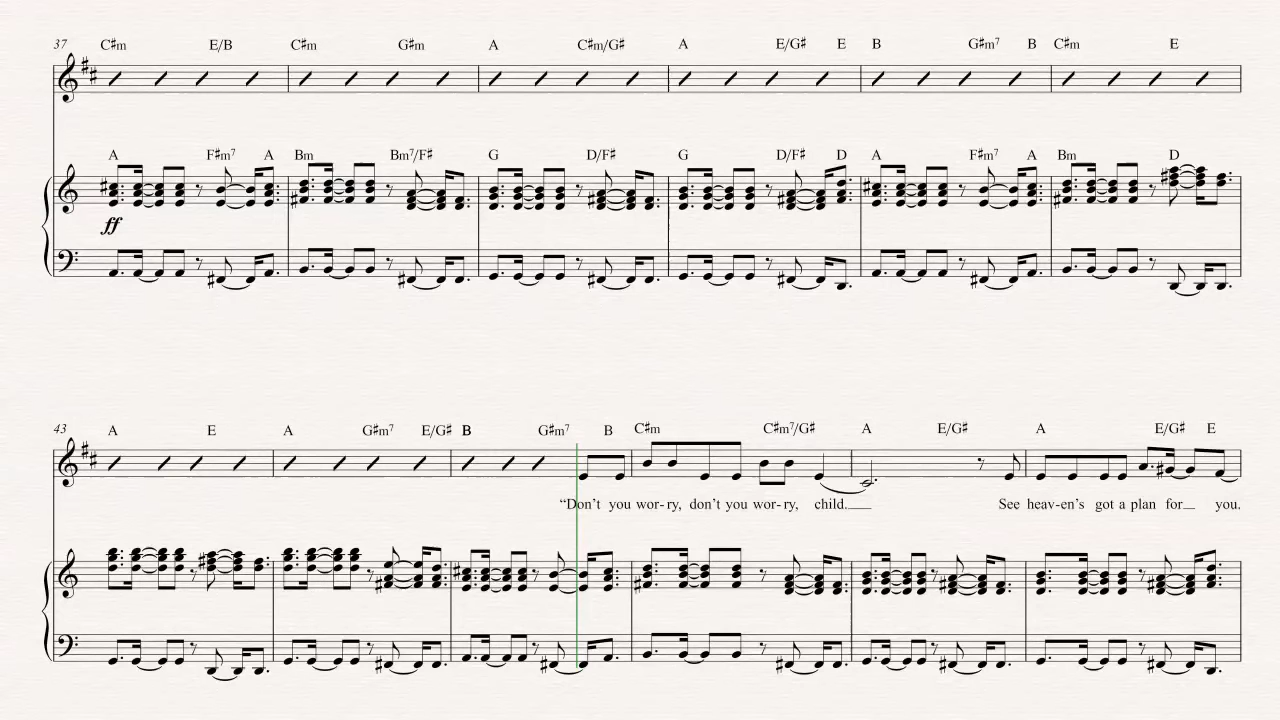 37 C♯m E/B C♯m G♯m A C♯m/G♯ A E/G♯ E B G♯m7 B C♯m E
A F♯m7 A Bm Bm7/F♯ G D/F♯ G D/F♯ D A F♯m7 A Bm D
ff
43 A E A G♯m7 E/G♯ B G♯m7 B C♯m C♯m7/G♯ A E/G♯ A E/G♯ E
“Don't you wor-ry, don't you wor-ry, child. See heav-en's got a plan for you.